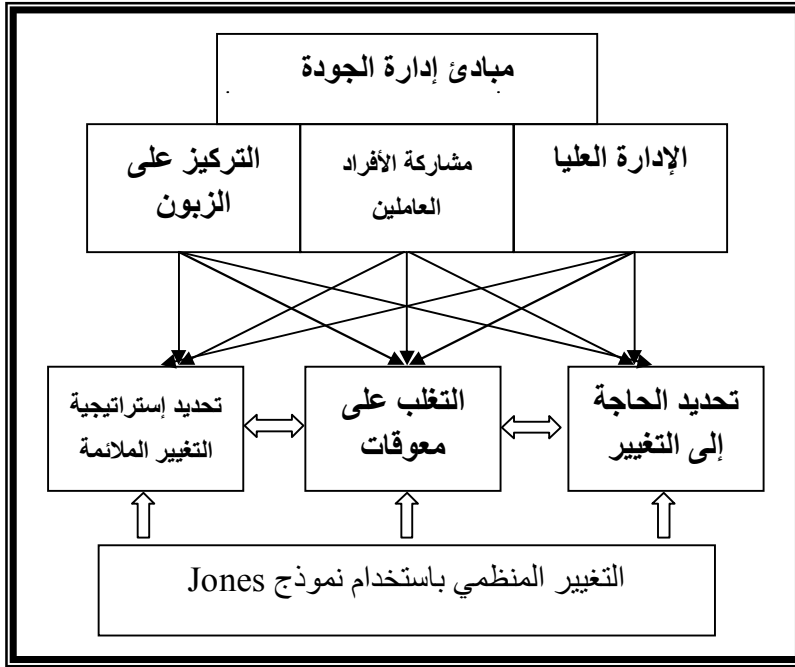 مبادئ إدارة الجودة
الإدارة العليا
مشاركة الأفراد
العاملين
التركيز على
الزبون
تحديد الحاجة
إلى التغيير
التغلب على
معوقات
تحديد إستراتيجية
التغيير الملائمة
التغيير المنظمي باستخدام نموذج Jones